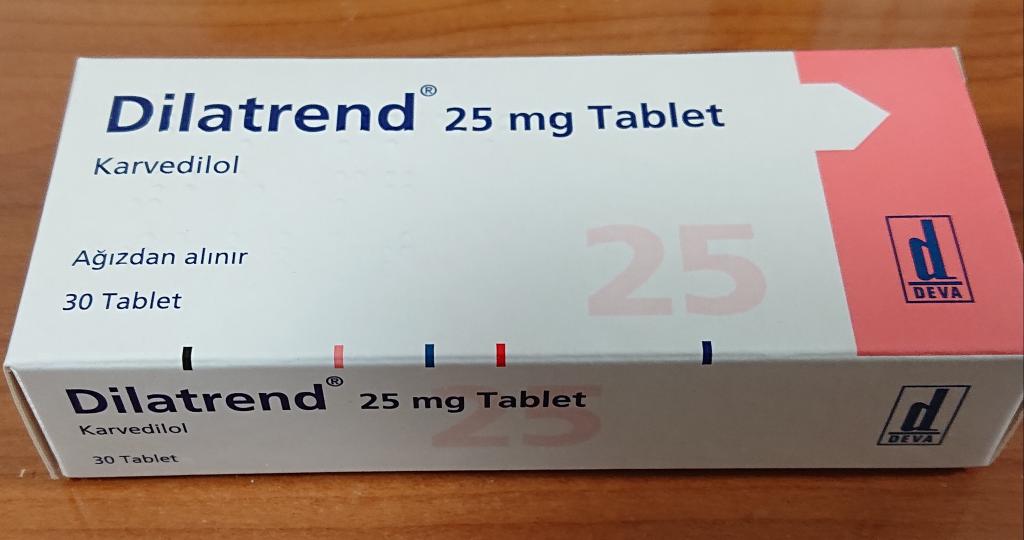 Dilatrend® 25 mg Tablet
Karvedilol
Ağızdan alınır
30 Tablet
25
d
DEVA
Dilatrend® 25 mg Tablet
Karvedilol
30 Tablet
25
d
DEVA